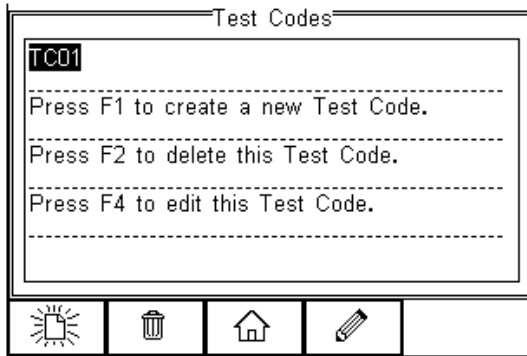 Test Codes
TC01
Press F1 to create a new Test Code.
Press F2 to delete this Test Code.
Press F4 to edit this Test Code.